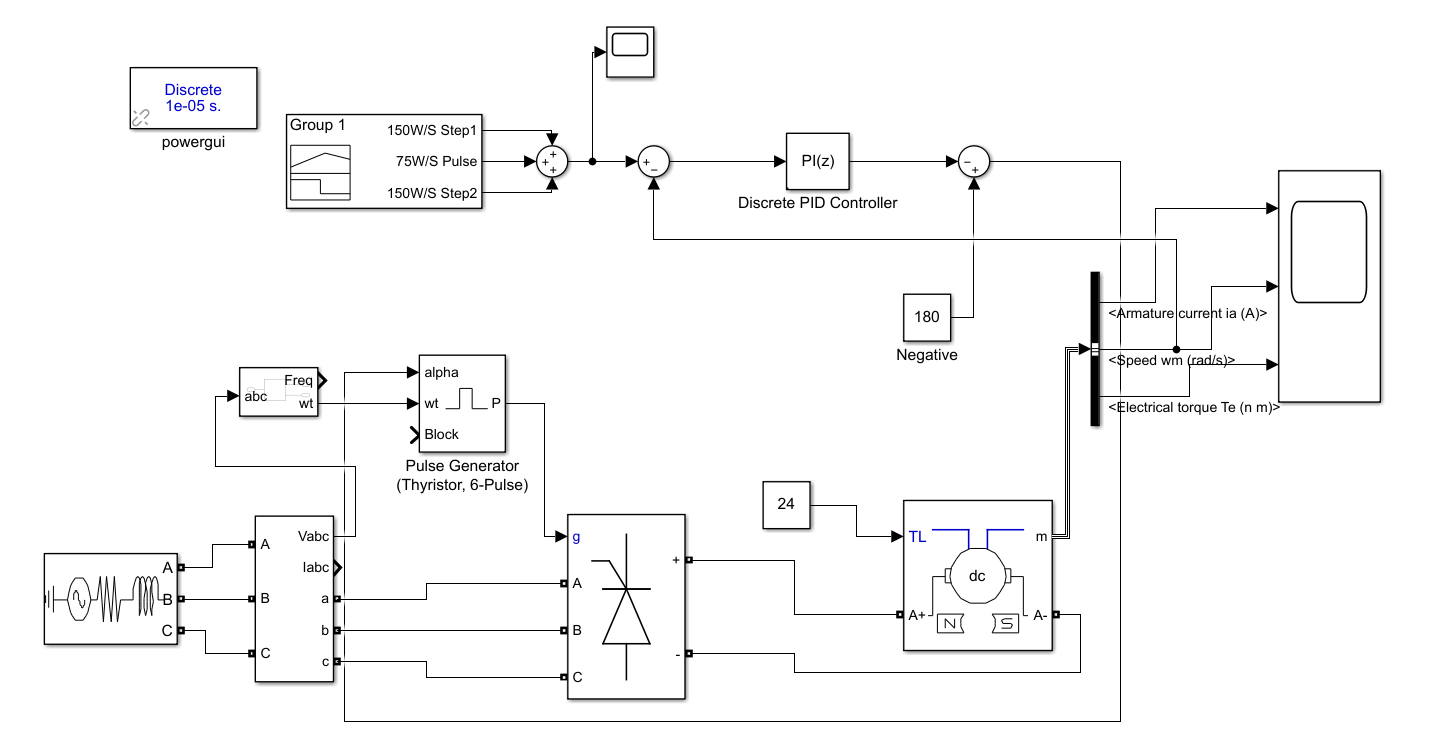 Discrete
1e-05 s.
powergui
Group 1
150W/S Step1
75W/S Pulse
150W/S Step2
+
+
+
+
−
PI(z)
Discrete PID Controller
−
+
180
Negative
<Armature current ia (A)>
<Speed wm (rad/s)>
<Electrical torque Te (n m)>
abc
Freq
wt
alpha
wt
Block
P
Pulse Generator
(Thyristor, 6-Pulse)
A
B
C
A
B
C
Vabc
Iabc
a
b
c
g
A
B
C
+
-
24
TL
m
dc
A+
A-
N
S